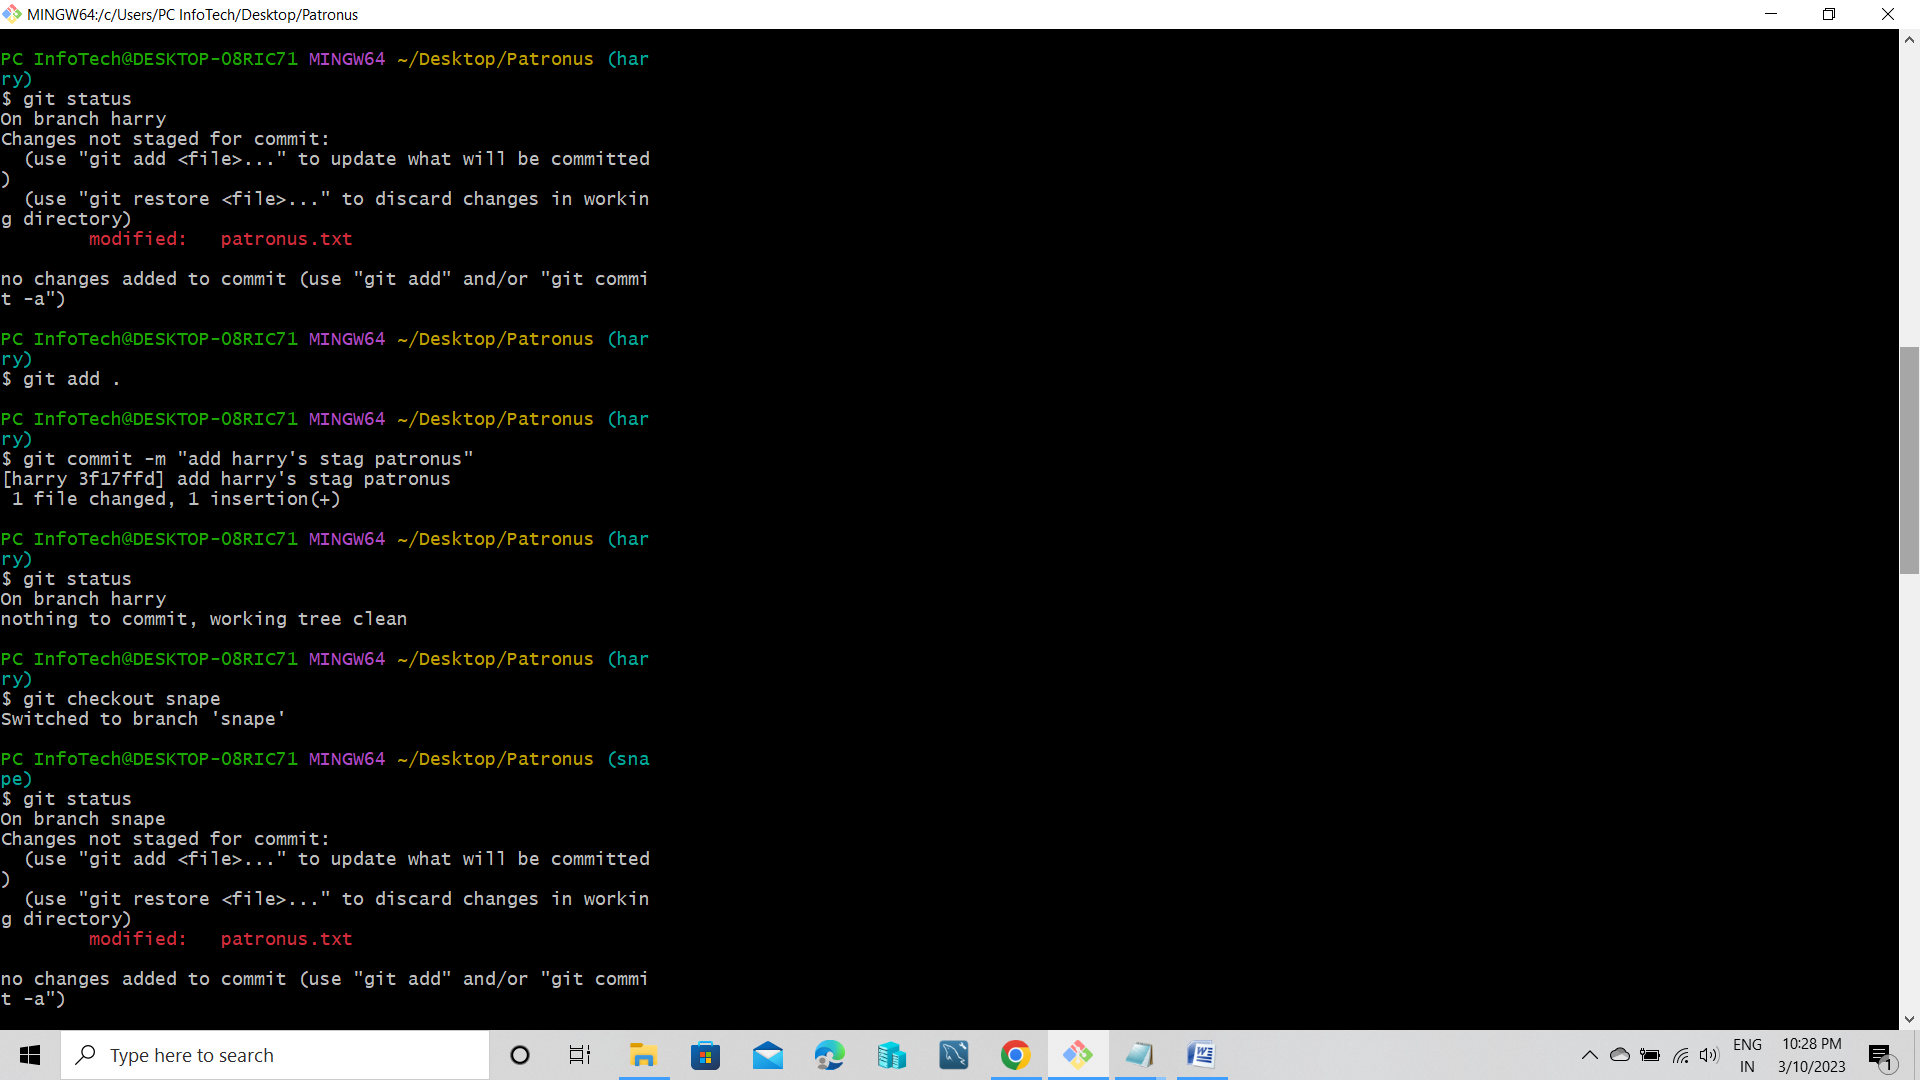 MINGW64:/c/Users/PC InfoTech/Desktop/Patronus
PC InfoTech@DESKTOP-O8RIC71 MINGW64 ~/Desktop/Patronus (har
ry)
$ git status
On branch harry
Changes not staged for commit:
  (use "git add <file>..." to update what will be committed
)
  (use "git restore <file>..." to discard changes in workin
g directory)
        modified:   patronus.txt
no changes added to commit (use "git add" and/or "git commi
t -a")
PC InfoTech@DESKTOP-O8RIC71 MINGW64 ~/Desktop/Patronus (har
ry)
$ git add .
PC InfoTech@DESKTOP-O8RIC71 MINGW64 ~/Desktop/Patronus (har
ry)
$ git commit -m "add harry's stag patronus"
[harry 3f17ffd] add harry's stag patronus
 1 file changed, 1 insertion(+)
PC InfoTech@DESKTOP-O8RIC71 MINGW64 ~/Desktop/Patronus (har
ry)
$ git status
On branch harry
nothing to commit, working tree clean
PC InfoTech@DESKTOP-O8RIC71 MINGW64 ~/Desktop/Patronus (har
ry)
$ git checkout snape
Switched to branch 'snape'
PC InfoTech@DESKTOP-O8RIC71 MINGW64 ~/Desktop/Patronus (sna
pe)
$ git status
On branch snape
Changes not staged for commit:
  (use "git add <file>..." to update what will be committed
)
  (use "git restore <file>..." to discard changes in workin
g directory)
        modified:   patronus.txt
no changes added to commit (use "git add" and/or "git commi
t -a")
Type here to search
ENG
IN
10:28 PM
3/10/2023
1